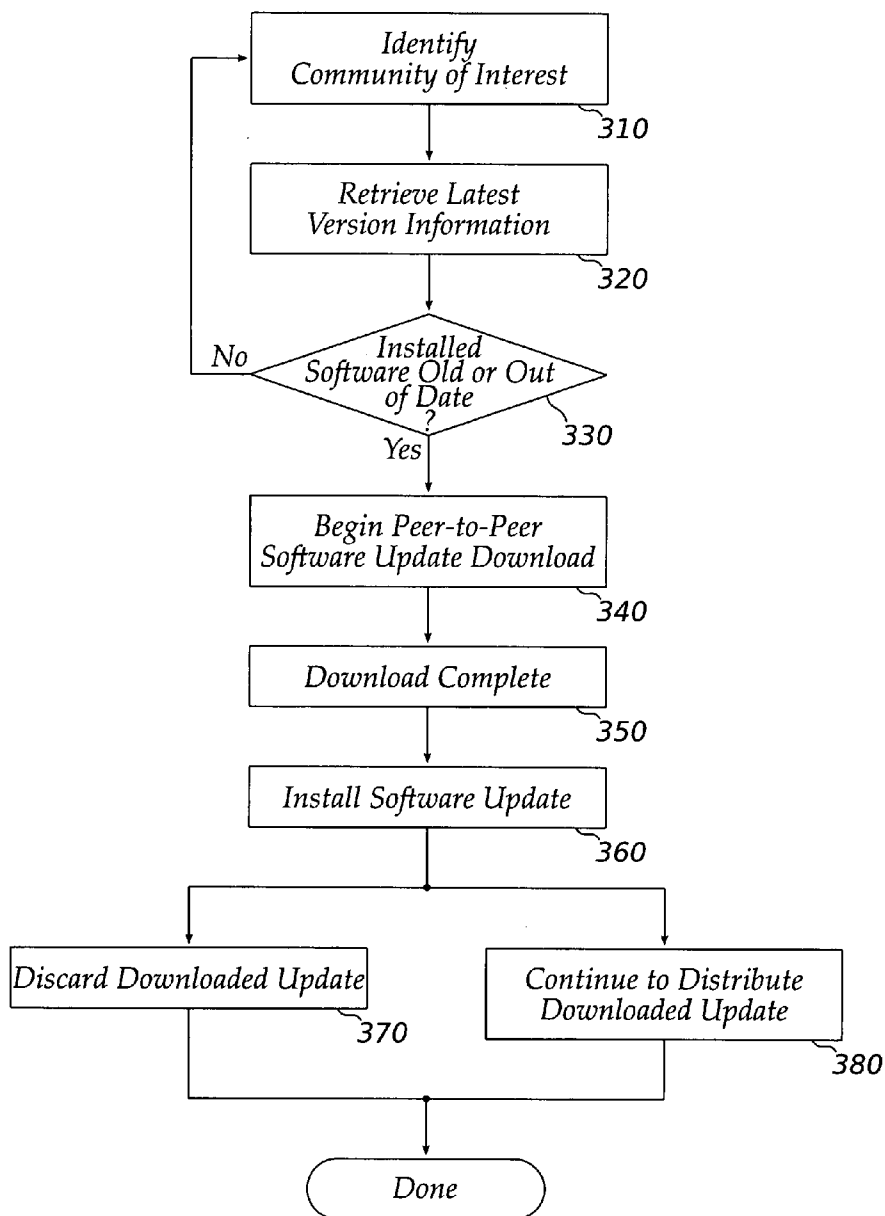 Identify
Community of Interest
310
Retrieve Latest
Version Information
320
Installed
Software Old or Out
of Date
?
330
No
Yes
Begin Peer-to-Peer
Software Update Download
340
Download Complete
350
Install Software Update
360
Discard Downloaded Update
370
Continue to Distribute
Downloaded Update
380
Done